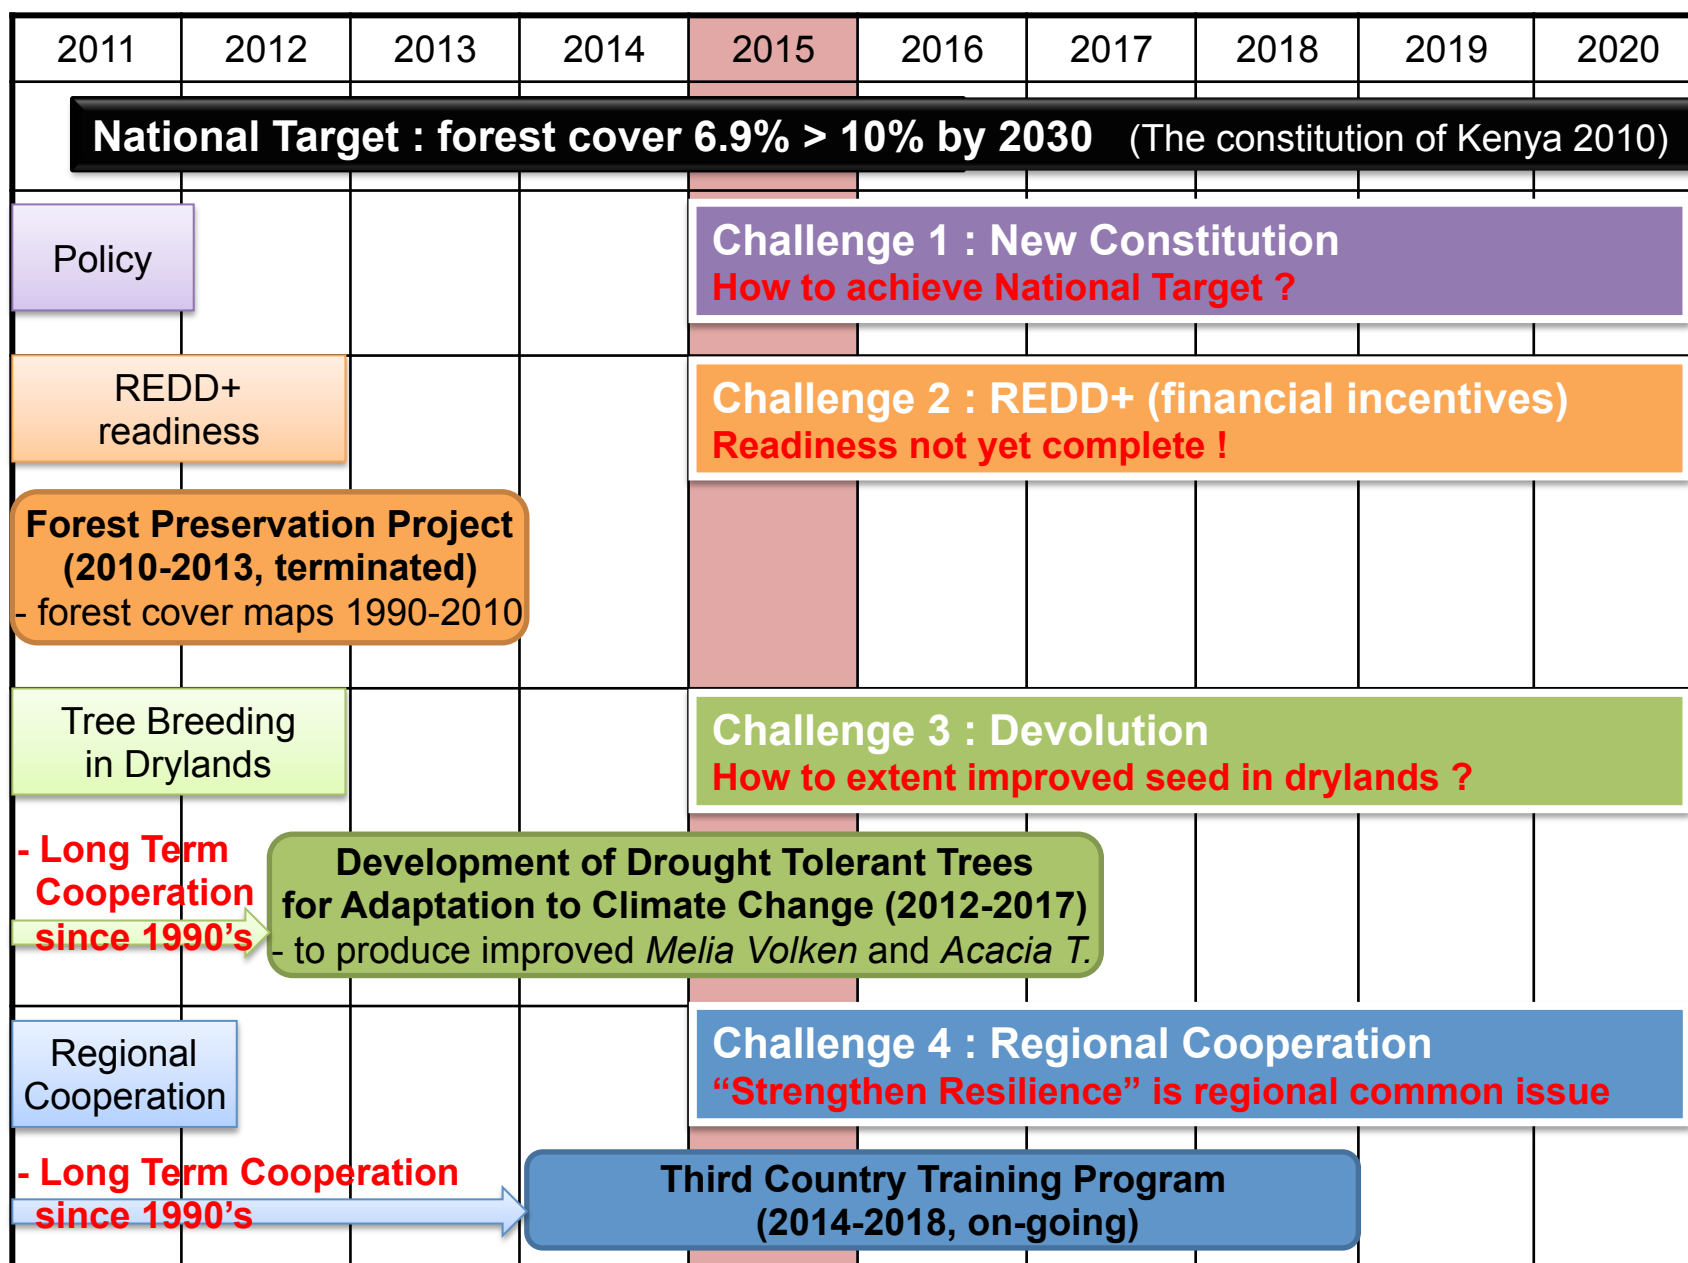 2011 2012 2013 2014 2015 2016 2017 2018 2019 2020
National Target : forest cover 6.9% > 10% by 2030 (The constitution of Kenya 2010)
Policy
Challenge 1 : New Constitution
How to achieve National Target ?
REDD+
readiness
Challenge 2 : REDD+ (financial incentives)
Readiness not yet complete !
Forest Preservation Project
(2010-2013, terminated)
- forest cover maps 1990-2010
Tree Breeding
in Drylands
Challenge 3 : Devolution
How to extent improved seed in drylands ?
- Long Term
Cooperation
since 1990’s
Development of Drought Tolerant Trees
for Adaptation to Climate Change (2012-2017)
- to produce improved Melia Volken and Acacia T.
Regional
Cooperation
Challenge 4 : Regional Cooperation
“Strengthen Resilience” is regional common issue
- Long Term Cooperation
since 1990’s
Third Country Training Program
(2014-2018, on-going)